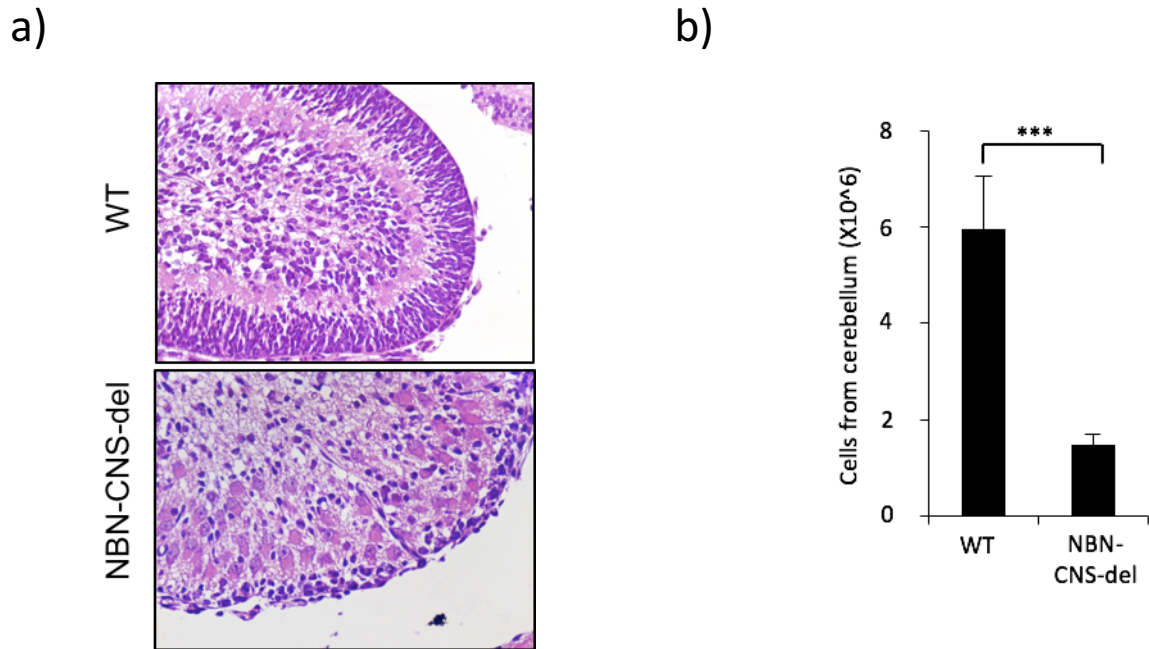 a)
WT
NBN-CNS-del
b)
Cells from cerebellum (X10^6)
8
6
4
2
0
***
WT
NBN-
CNS-del